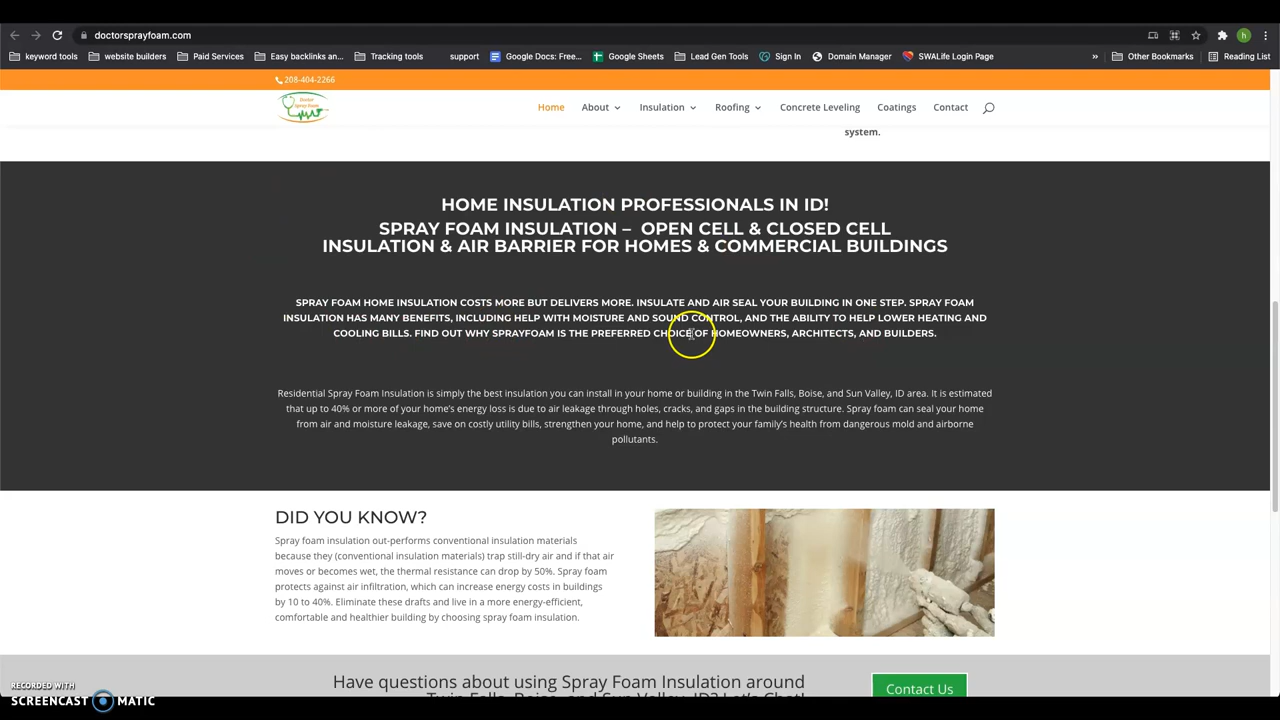 doctorsprayfoam.com
keyword tools
website builders
Paid Services
Easy backlinks an...
Tracking tools
support
Google Docs: Free...
Google Sheets
Lead Gen Tools
Sign In
Domain Manager
SWALife Login Page
»
Other Bookmarks
Reading List
h
208-404-2266
Doctor
Spray Foam
Home
About
Insulation
Roofing
Concrete Leveling
Coatings
Contact
system.
HOME INSULATION PROFESSIONALS IN ID!
SPRAY FOAM INSULATION – OPEN CELL & CLOSED CELL
INSULATION & AIR BARRIER FOR HOMES & COMMERCIAL BUILDINGS
SPRAY FOAM HOME INSULATION COSTS MORE BUT DELIVERS MORE. INSULATE AND AIR SEAL YOUR BUILDING IN ONE STEP. SPRAY FOAM
INSULATION HAS MANY BENEFITS, INCLUDING HELP WITH MOISTURE AND SOUND CONTROL, AND THE ABILITY TO HELP LOWER HEATING AND
COOLING BILLS. FIND OUT WHY SPRAYFOAM IS THE PREFERRED CHOICE OF HOMEOWNERS, ARCHITECTS, AND BUILDERS.
Residential Spray Foam Insulation is simply the best insulation you can install in your home or building in the Twin Falls, Boise, and Sun Valley, ID area. It is estimated
that up to 40% or more of your home's energy loss is due to air leakage through holes, cracks, and gaps in the building structure. Spray foam can seal your home
from air and moisture leakage, save on costly utility bills, strengthen your home, and help to protect your family's health from dangerous mold and airborne
pollutants.
DID YOU KNOW?
Spray foam insulation out-performs conventional insulation materials
because they (conventional insulation materials) trap still-dry air and if that air
moves or becomes wet, the thermal resistance can drop by 50%. Spray foam
protects against air infiltration, which can increase energy costs in buildings
by 10 to 40%. Eliminate these drafts and live in a more energy-efficient,
comfortable and healthier building by choosing spray foam insulation.
Have questions about using Spray Foam Insulation around
Twin Falls, Boise, and Sun Valley, ID? Let's Chat!
Contact Us
RECORDED WITH
SCREENCAST MATIC